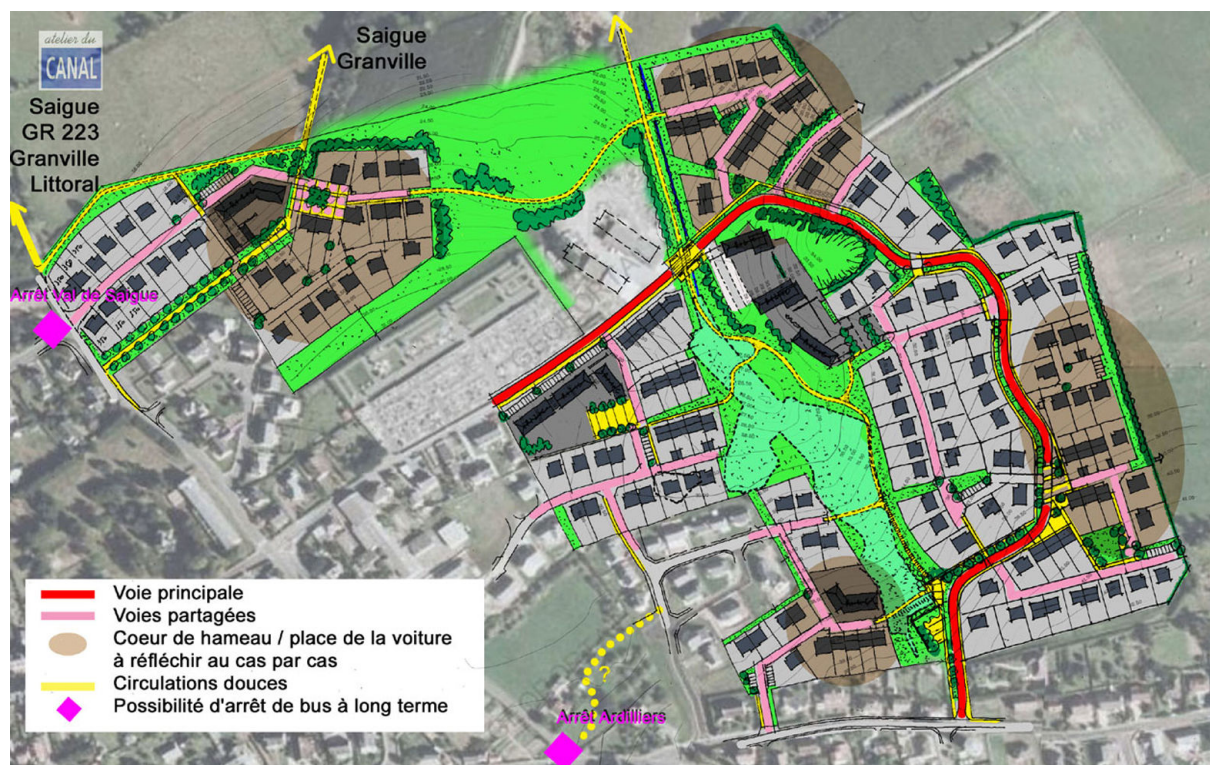 atelier du
CANAL
Saigue
Granville
Saigue
GR 223
Granville
Littoral
Arrêt Val de Saigue
Voie principale
Voies partagées
Coeur de hameau / place de la voiture
à réfléchir au cas par cas
Circulations douces
Possibilité d'arrêt de bus à long terme
?
Arrêt Ardilliers